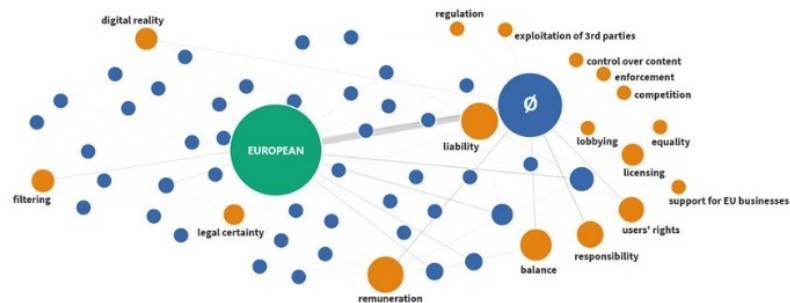 digital reality
regulation
exploitation of 3rd parties
control over content
enforcement
competition
Ø
EUROPEAN
liability
lobbying
equality
licensing
filtering
support for EU businesses
legal certainty
users' rights
responsibility
balance
remuneration